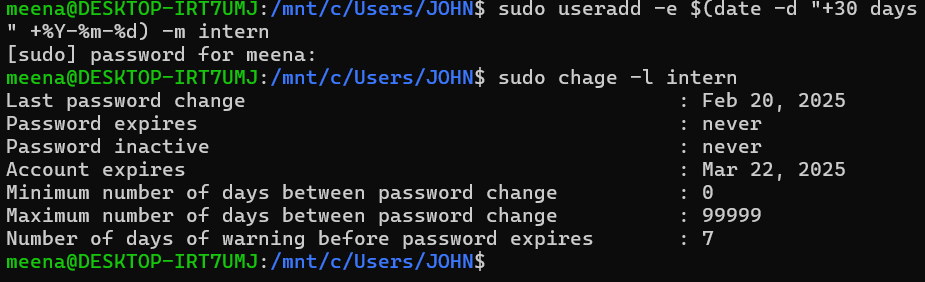 meena@DESKTOP-IRT7UMJ:/mnt/c/Users/JOHN$ sudo useradd -e $(date -d "+30 days
" +%Y-%m-%d) -m intern
[sudo] password for meena:
meena@DESKTOP-IRT7UMJ:/mnt/c/Users/JOHN$ sudo chage -l intern
Last password change                                    : Feb 20, 2025
Password expires                                        : never
Password inactive                                       : never
Account expires                                         : Mar 22, 2025
Minimum number of days between password change          : 0
Maximum number of days between password change          : 99999
Number of days of warning before password expires       : 7
meena@DESKTOP-IRT7UMJ:/mnt/c/Users/JOHN$